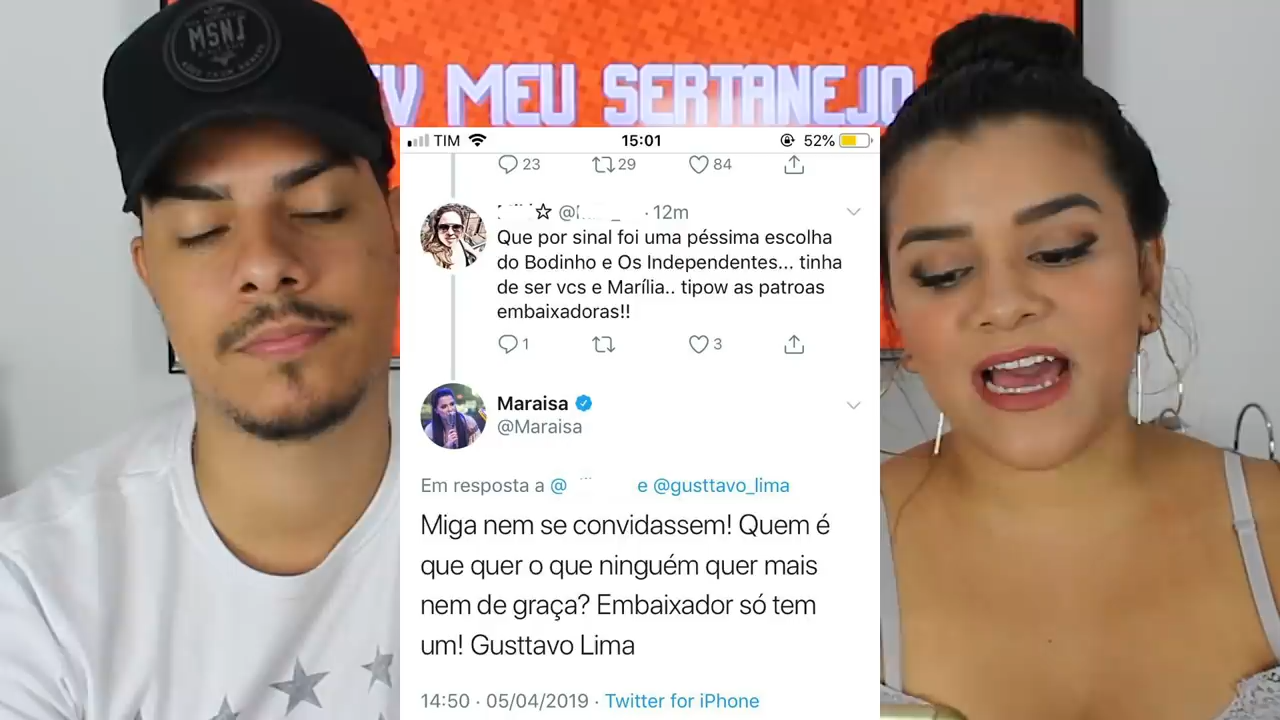 MSNJ
TV MEU SERTANEJO
TIM 15:01 52%
23 29 84
12m
Que por sinal foi uma péssima escolha
do Bodinho e Os Independentes... tinha
de ser vcs e Marília.. tipow as patroas
embaixadoras!!
1 3
Maraisa
@Maraisa
Em resposta a @ e @gusttavo_lima
Miga nem se convidassem! Quem é
que quer o que ninguém quer mais
nem de graça? Embaixador só tem
um! Gusttavo Lima
14:50 · 05/04/2019 · Twitter for iPhone